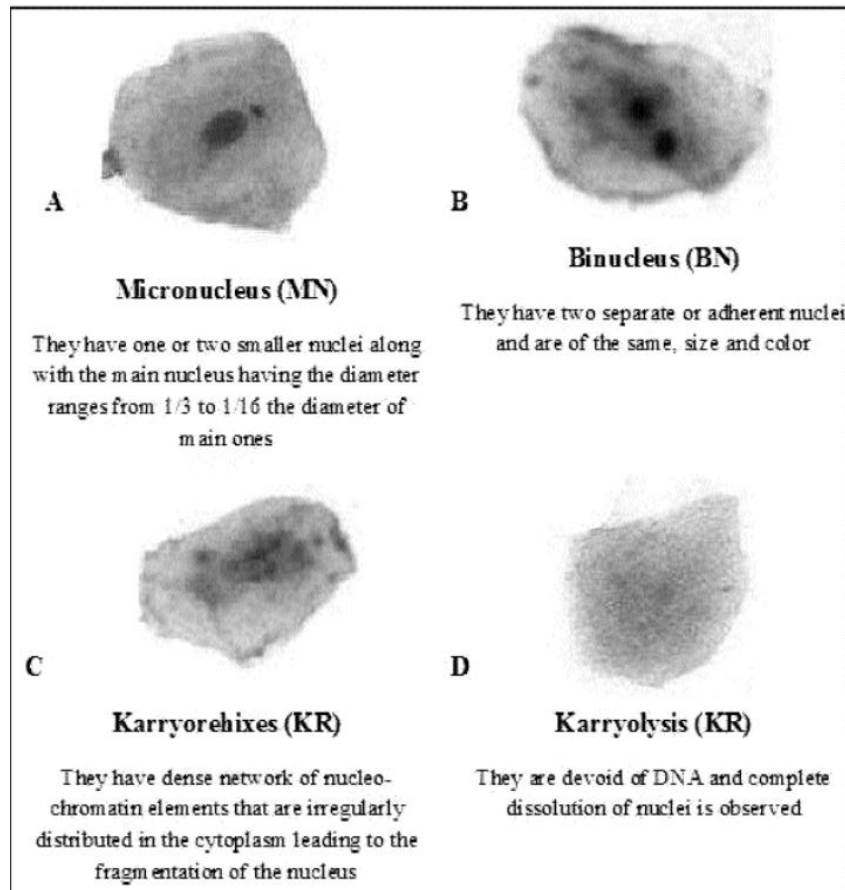 A
Micronucleus (MN)
They have one or two smaller nuclei along
with the main nucleus having the diameter
ranges from 1/3 to 1/16 the diameter of
main ones
B
Binucleus (BN)
They have two separate or adherent nuclei
and are of the same, size and color
C
Karryorehixes (KR)
They have dense network of nucleo-
chromatin elements that are irregularly
distributed in the cytoplasm leading to the
fragmentation of the nucleus
D
Karryolysis (KR)
They are devoid of DNA and complete
dissolution of nuclei is observed